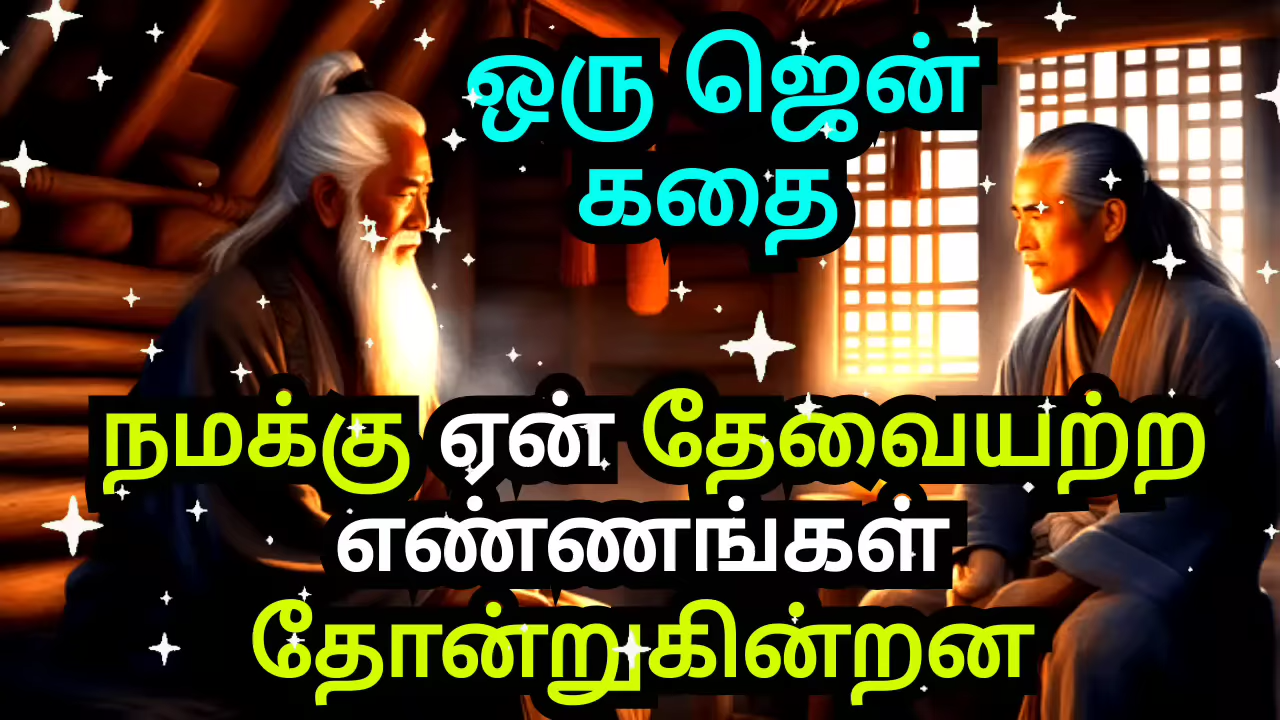 ஒரு ஜென்
கதை
நமக்கு ஏன் தேவையற்ற
எண்ணங்கள்
தோன்றுகின்றன